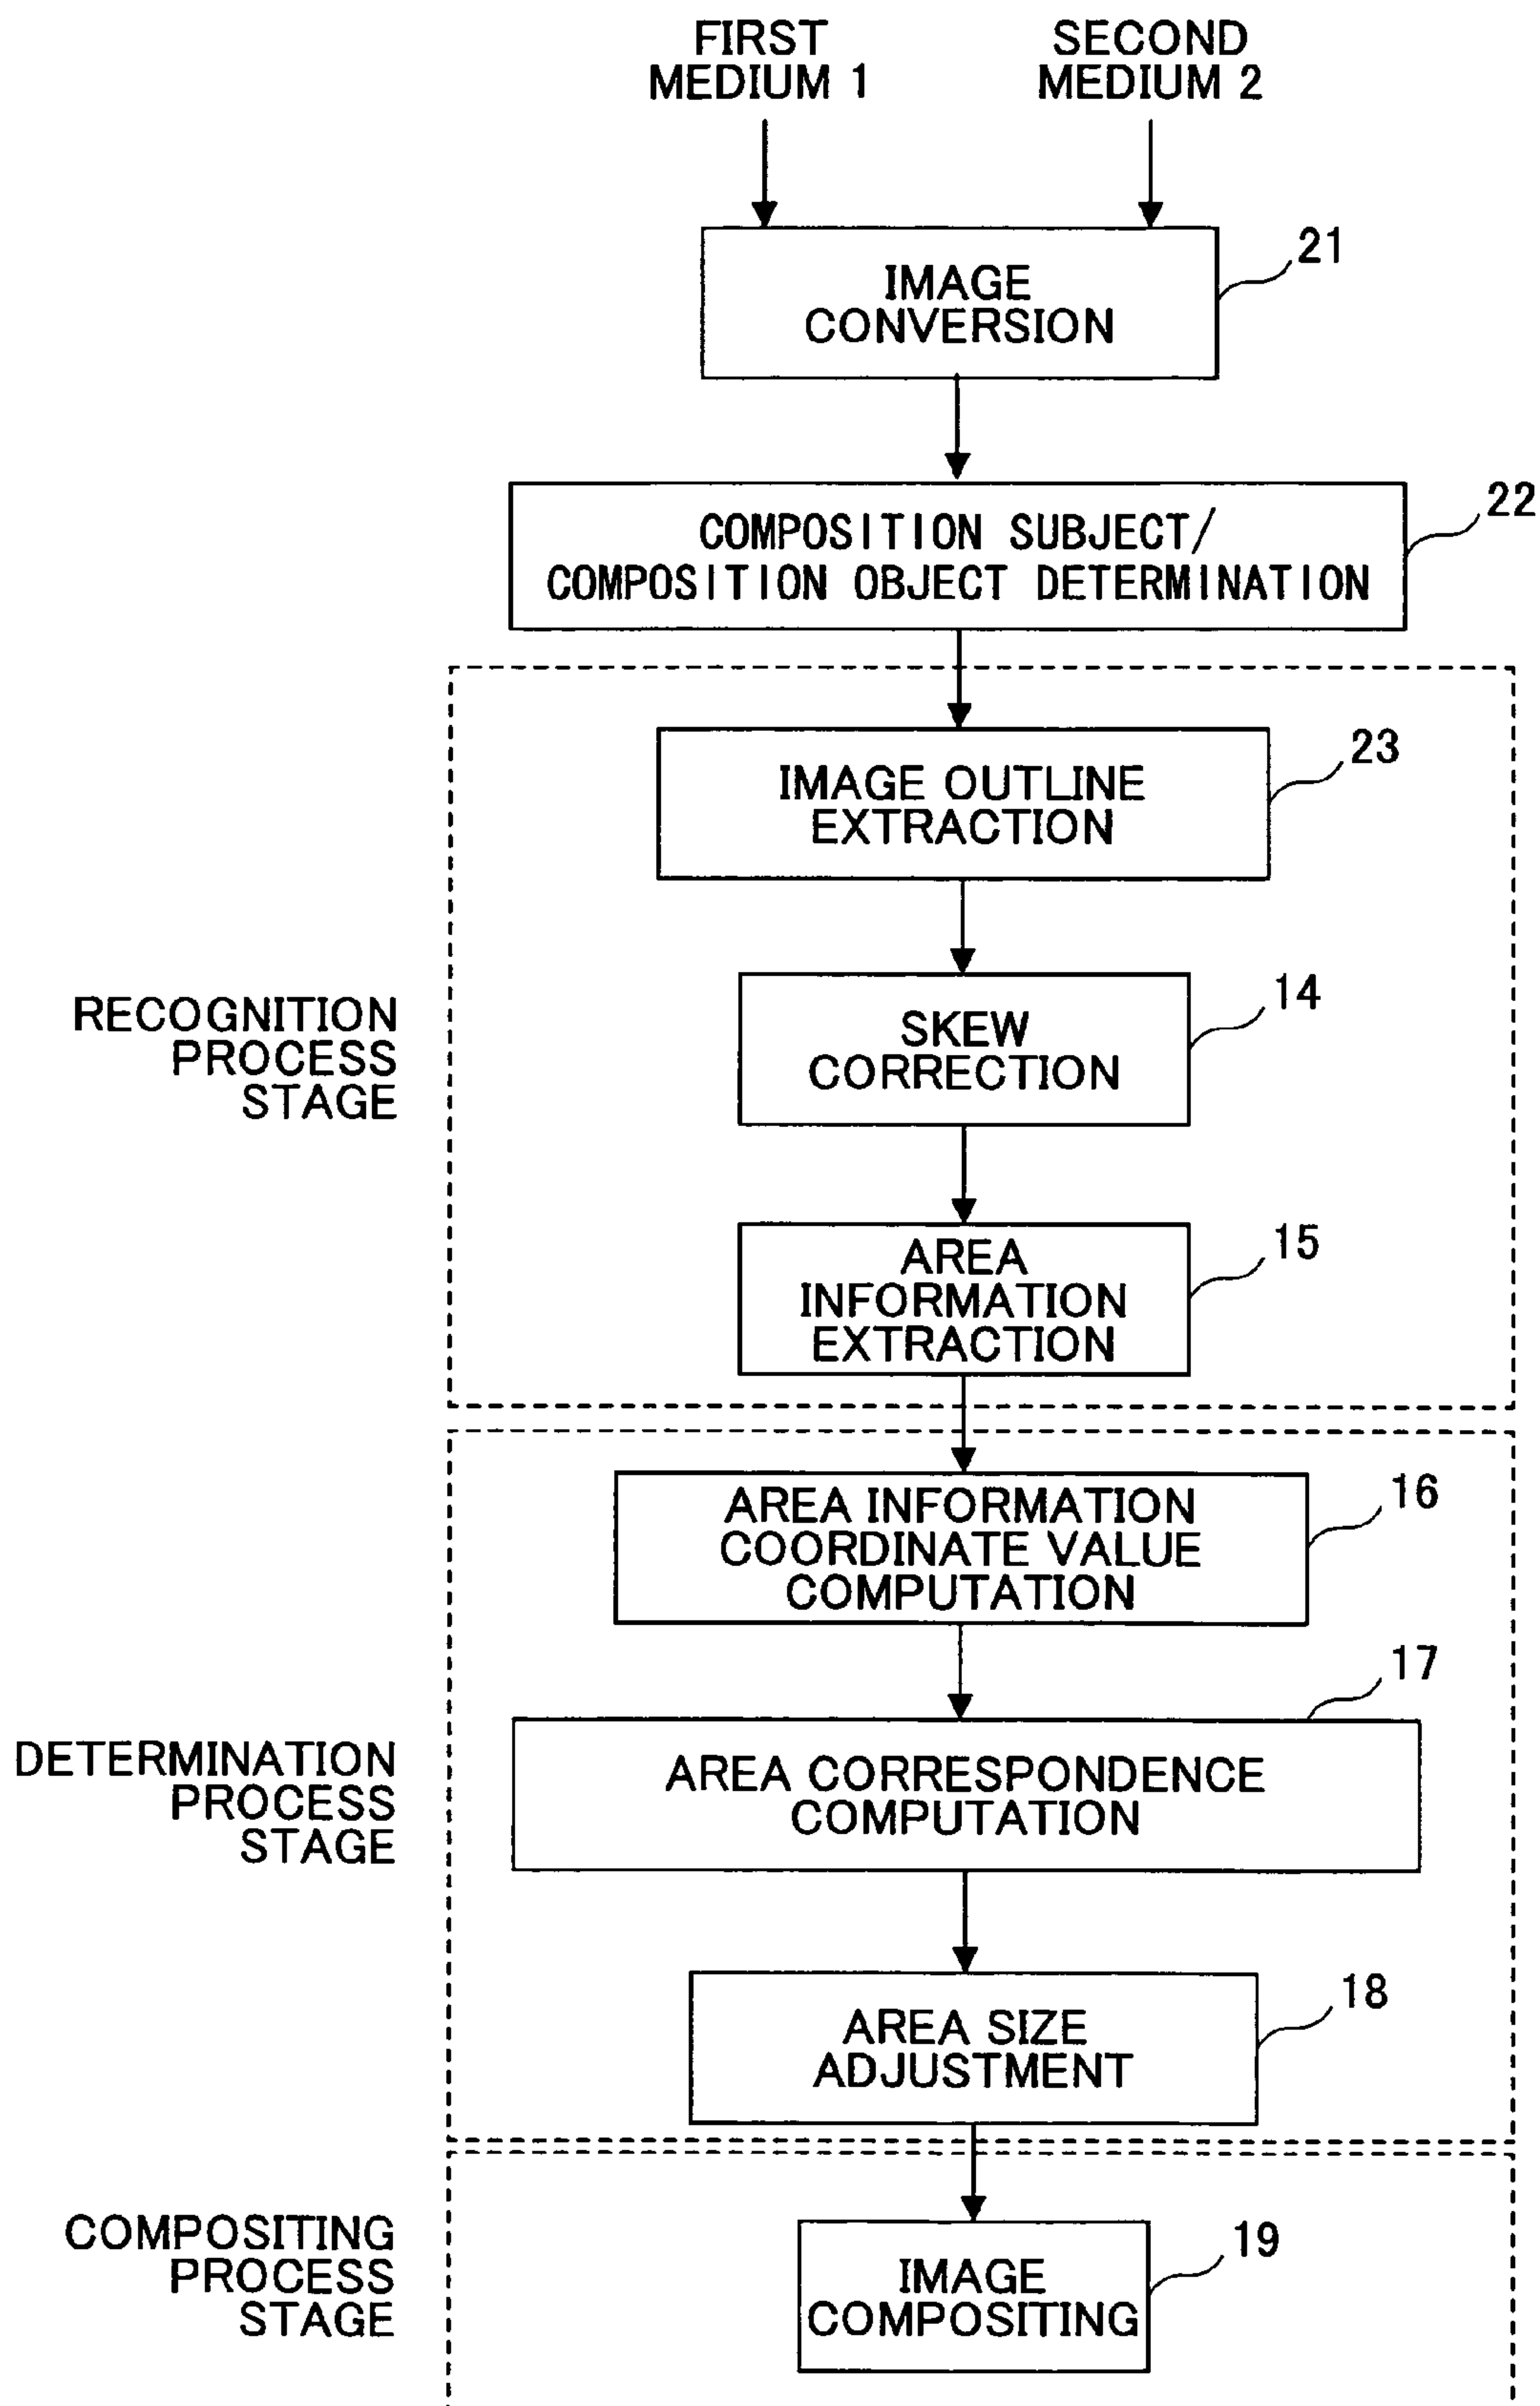 FIRST
MEDIUM 1
SECOND
MEDIUM 2
IMAGE
CONVERSION
21
COMPOSITION SUBJECT/
COMPOSITION OBJECT DETERMINATION
22
IMAGE OUTLINE
EXTRACTION
23
RECOGNITION
PROCESS
STAGE
SKEW
CORRECTION
14
AREA
INFORMATION
EXTRACTION
15
AREA INFORMATION
COORDINATE VALUE
COMPUTATION
16
DETERMINATION
PROCESS
STAGE
AREA CORRESPONDENCE
COMPUTATION
17
AREA SIZE
ADJUSTMENT
18
COMPOSITING
PROCESS
STAGE
IMAGE
COMPOSITING
19